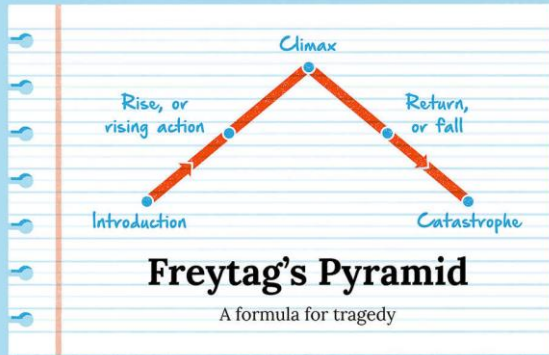 Climax
Rise, or
rising action
Return,
or fall
Introduction
Catastrophe
Freytag's Pyramid
A formula for tragedy